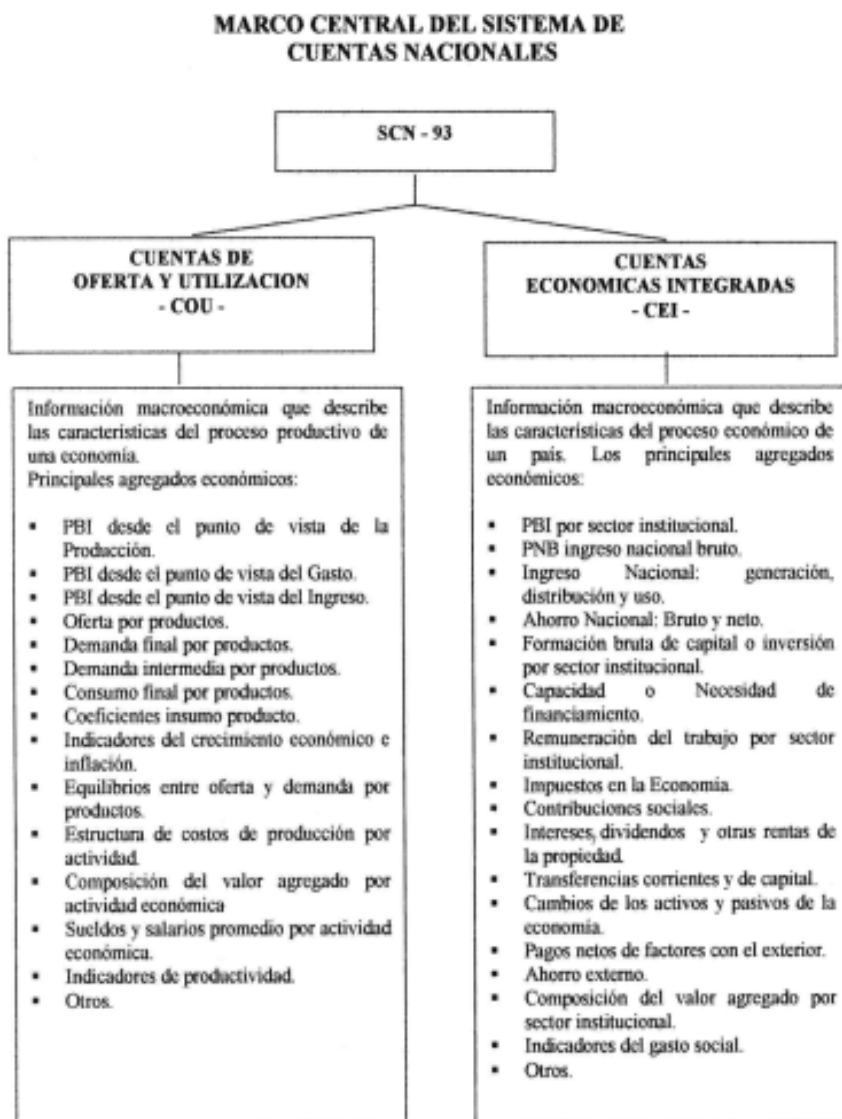 MARCO CENTRAL DEL SISTEMA DE
CUENTAS NACIONALES
SCN - 93
CUENTAS DE
OFERTA Y UTILIZACION
- COU -
Información macroeconómica que describe
las características del proceso productivo de
una economía.
Principales agregados económicos:
▪ PBI desde el punto de vista de la
Producción.
▪ PBI desde el punto de vista del Gasto.
▪ PBI desde el punto de vista del Ingreso.
▪ Oferta por productos.
▪ Demanda final por productos.
▪ Demanda intermedia por productos.
▪ Consumo final por productos.
▪ Coeficientes insumo producto.
▪ Indicadores del crecimiento económico e
inflación.
▪ Equilibrios entre oferta y demanda por
productos.
▪ Estructura de costos de producción por
actividad.
▪ Composición del valor agregado por
actividad económica
▪ Sueldos y salarios promedio por actividad
económica.
▪ Indicadores de productividad.
▪ Otros.
CUENTAS
ECONOMICAS INTEGRADAS
- CEI -
Información macroeconómica que describe
las características del proceso económico de
un país. Los principales agregados
económicos:
▪ PBI por sector institucional.
▪ PNB ingreso nacional bruto.
▪ Ingreso Nacional: generación,
distribución y uso.
▪ Ahorro Nacional: Bruto y neto.
▪ Formación bruta de capital o inversión
por sector institucional.
▪ Capacidad o Necesidad de
financiamiento.
▪ Remuneración del trabajo por sector
institucional.
▪ Impuestos en la Economía.
▪ Contribuciones sociales.
▪ Intereses, dividendos y otras rentas de
la propiedad.
▪ Transferencias corrientes y de capital.
▪ Cambios de los activos y pasivos de la
economía.
▪ Pagos netos de factores con el exterior.
▪ Ahorro externo.
▪ Composición del valor agregado por
sector institucional.
▪ Indicadores del gasto social.
▪ Otros.